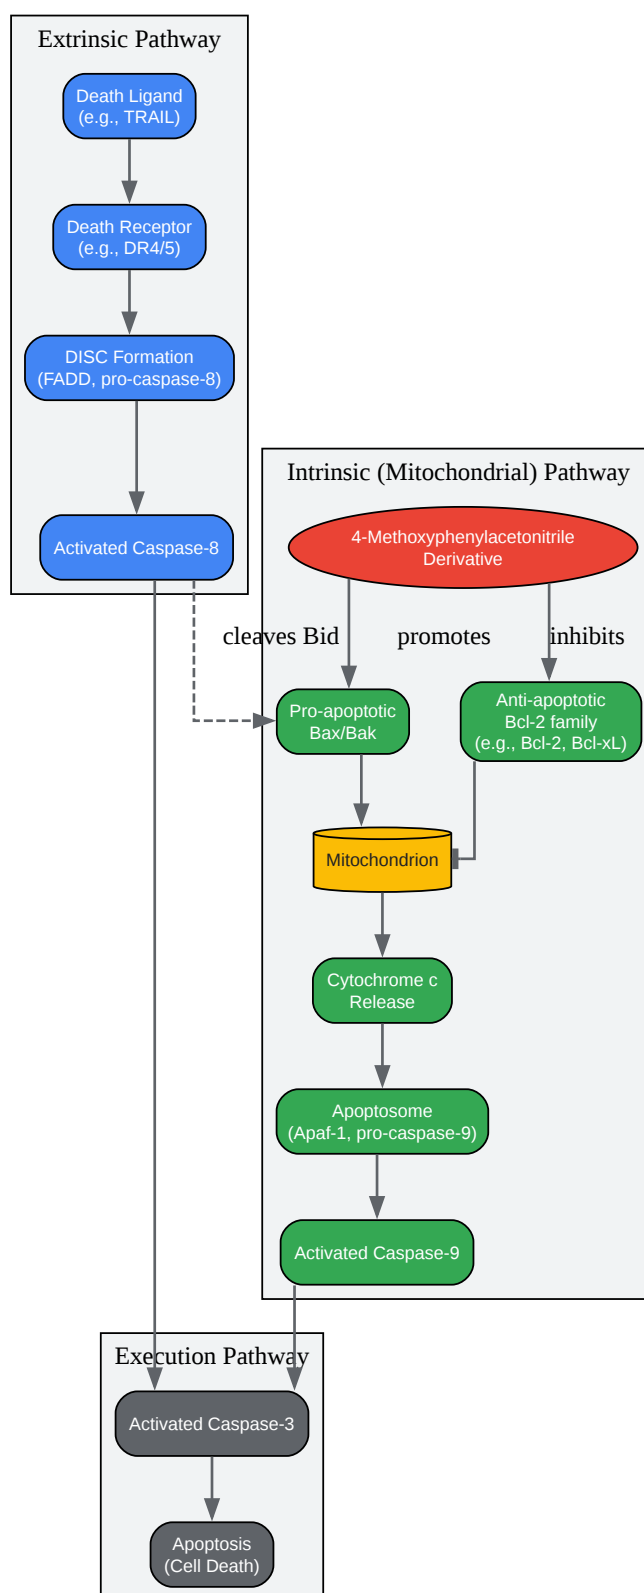 Extrinsic Pathway
Death Ligand
(e.g., TRAIL)
Death Receptor
(e.g., DR4/5)
DISC Formation
(FADD, pro-caspase-8)
Activated Caspase-8
Intrinsic (Mitochondrial) Pathway
4-Methoxyphenylacetonitrile
Derivative
cleaves Bid
promotes
inhibits
Pro-apoptotic
Bax/Bak
Anti-apoptotic
Bcl-2 family
(e.g., Bcl-2, Bcl-xL)
Mitochondrion
Cytochrome c
Release
Apoptosome
(Apaf-1, pro-caspase-9)
Activated Caspase-9
Execution Pathway
Activated Caspase-3
Apoptosis
(Cell Death)